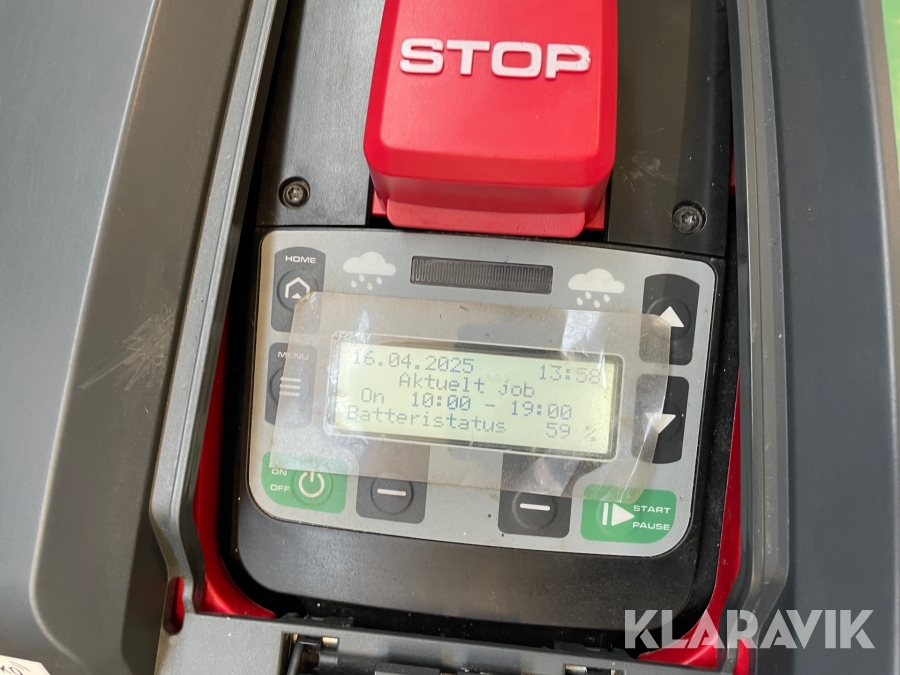 STOP
HOME
MENU
16.04.2025 13:58
Aktuelt job
On 10:00 - 19:00
Batteristatus 59 %
ON
OFF
START
PAUSE
KLARAVIK